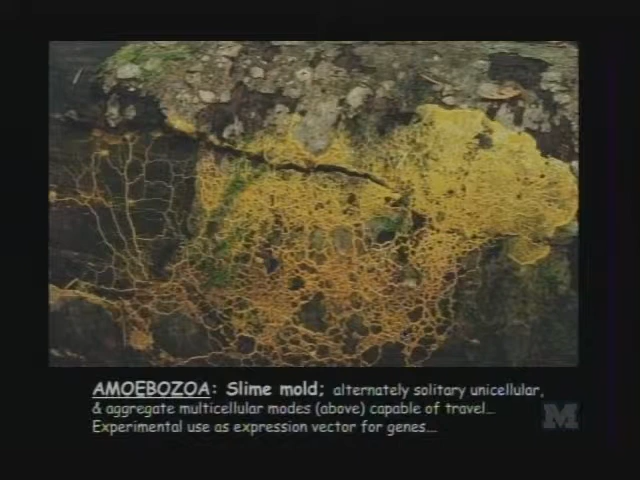 AMOEBOZOA: Slime mold; alternately solitary unicellular,
& aggregate multicellular modes (above) capable of travel...
Experimental use as expression vector for genes...
M